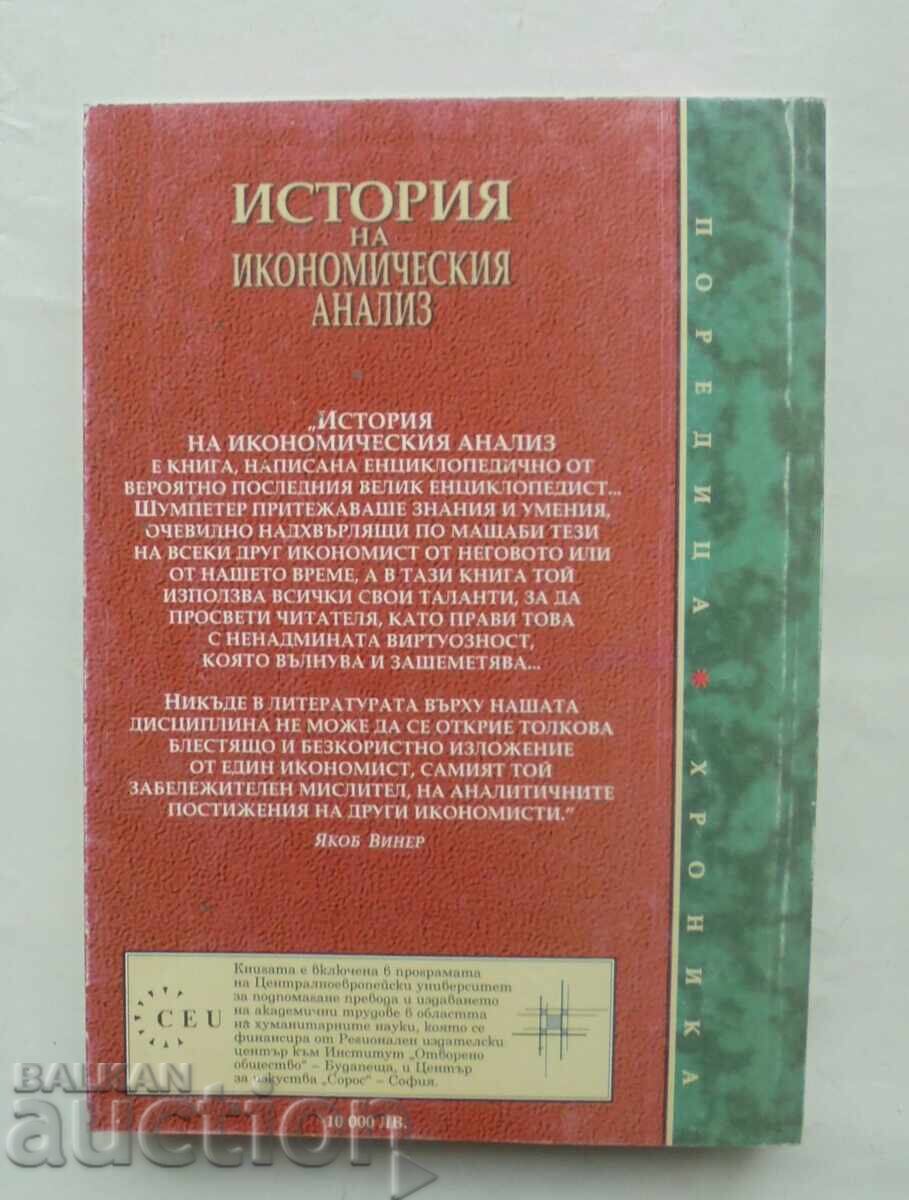 ИСТОРИЯ
НА
ИКОНОМИЧЕСКИЯ
АНАЛИЗ
„ИСТОРИЯ
НА ИКОНОМИЧЕСКИЯ АНАЛИЗ
Е КНИГА, НАПИСАНА ЕНЦИКЛОПЕДИЧНО ОТ
ВЕРОЯТНО ПОСЛЕДНИЯ ВЕЛИК ЕНЦИКЛОПЕДИСТ...
ШУМПЕТЕР ПРИТЕЖАВАШЕ ЗНАНИЯ И УМЕНИЯ,
ОЧЕВИДНО НАДХВЪРЛЯЩИ ПО МАЩАБИ ТЕЗИ
НА ВСЕКИ ДРУГ ИКОНОМИСТ ОТ НЕГОВОТО ИЛИ
ОТ НАШЕТО ВРЕМЕ, А В ТАЗИ КНИГА ТОЙ
ИЗПОЛЗВА ВСИЧКИ СВОИ ТАЛАНТИ, ЗА ДА
ПРОСВЕТИ ЧИТАТЕЛЯ, КАТО ПРАВИ ТОВА
С НЕНАДМИНАТА ВИРТУОЗНОСТ,
КОЯТО ВЪЛНУВА И ЗАШЕМЕТЯВА...
НИКЪДЕ В ЛИТЕРАТУРАТА ВЪРХУ НАШАТА
ДИСЦИПЛИНА НЕ МОЖЕ ДА СЕ ОТКРИЕ ТОЛКОВА
БЛЕСТЯЩО И БЕЗКОРИСТНО ИЗЛОЖЕНИЕ
ОТ ЕДИН ИКОНОМИСТ, САМИЯТ ТОЙ
ЗАБЕЛЕЖИТЕЛЕН МИСЛИТЕЛ, НА АНАЛИТИЧНИТЕ
ПОСТИЖЕНИЯ НА ДРУГИ ИКОНОМИСТИ.“
ЯКОБ ВИНЕР
CEU
Книгата е включена в програмата
на Централноевропейски университет
за подпомагане превода и издаването
на академични трудове в областта
на хуманитарните науки, която се
финансира от Регионален издателски
център към Институт „Отворено
общество“ – Будапеща, и Център
за изкуства „Сорос“ – София.
10 000 ЛВ.
ПОРЕДИЦА * ХРОНИКА
BALKAN
auction